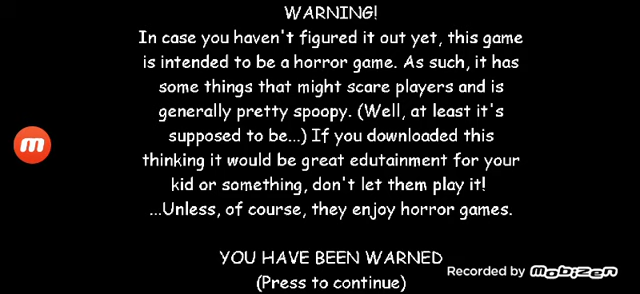 WARNING!
In case you haven't figured it out yet, this game
is intended to be a horror game. As such, it has
some things that might scare players and is
generally pretty spoopy. (Well, at least it's
supposed to be...) If you downloaded this
thinking it would be great edutainment for your
kid or something, don't let them play it!
...Unless, of course, they enjoy horror games.
YOU HAVE BEEN WARNED
(Press to continue)
Recorded by mobizen
m